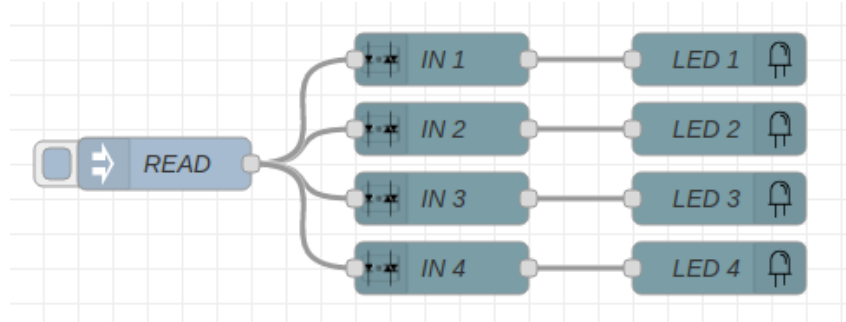 IN 1 LED 1
IN 2 LED 2
READ
IN 3 LED 3
IN 4 LED 4